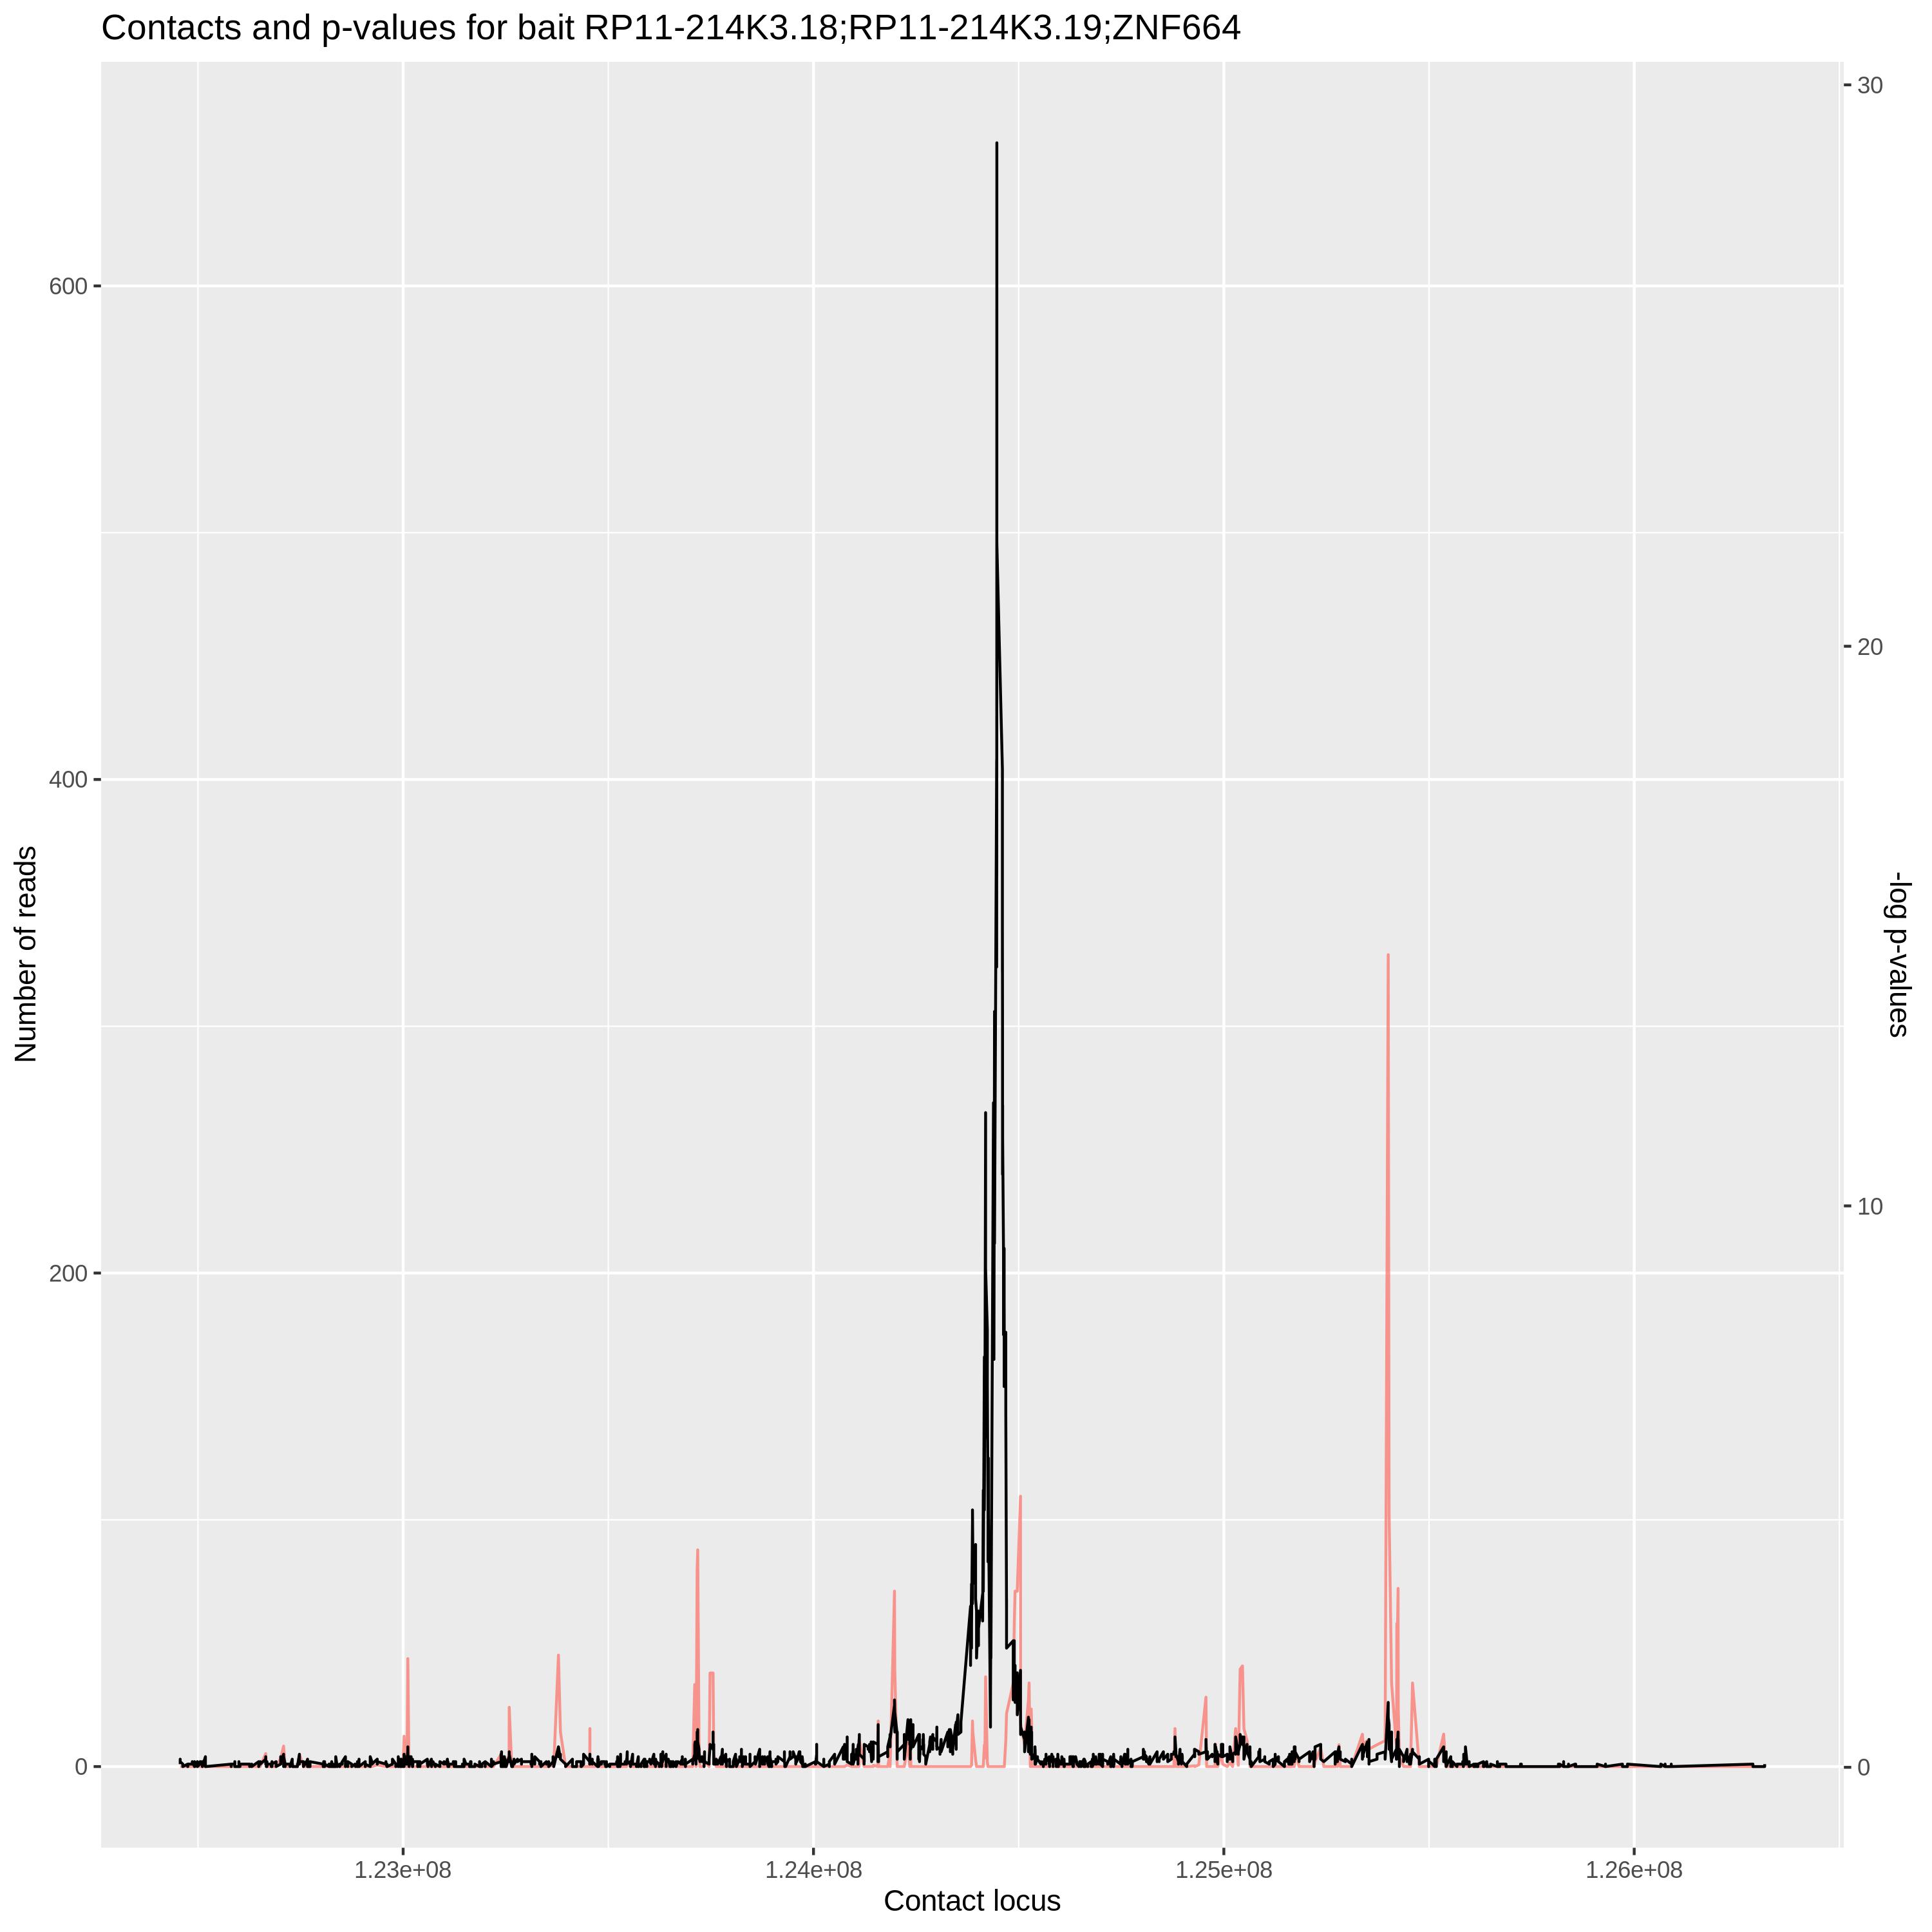 Contacts and p-values for bait RP11-214K3.18;RP11-214K3.19;ZNF664
30
600
20
400
Number of reads
-log p-values
10
200
0
0
1.23e+08
1.24e+08
1.25e+08
1.26e+08
Contact locus